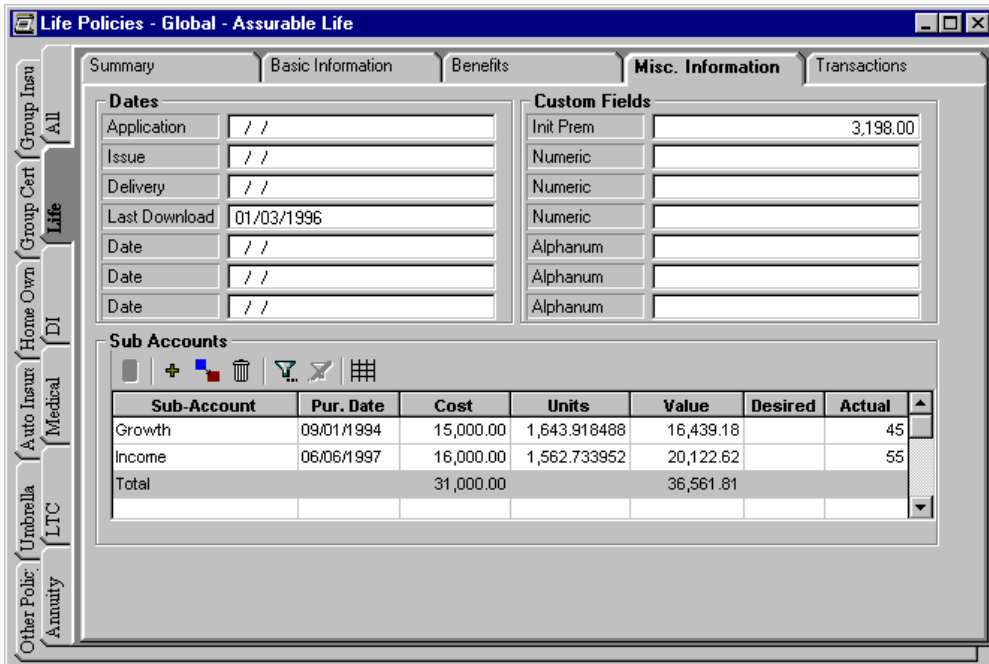 Life Policies - Global - Assurable Life
Summary Basic Information Benefits Misc. Information Transactions
Group Insu
Group Cert
Home Own
Auto Insura
Umbrella
Other Polic
All
Life
DI
Medical
LTC
Annuity
Dates
Application / /
Issue / /
Delivery / /
Last Download 01/03/1996
Date / /
Date / /
Date / /
Custom Fields
Init Prem 3,198.00
Numeric
Numeric
Numeric
Alphanum
Alphanum
Alphanum
Sub Accounts
Sub-Account Pur. Date Cost Units Value Desired Actual
Growth 09/01/1994 15,000.00 1,643.918488 16,439.18 45
Income 06/06/1997 16,000.00 1,562.733952 20,122.62 55
Total 31,000.00 36,561.81